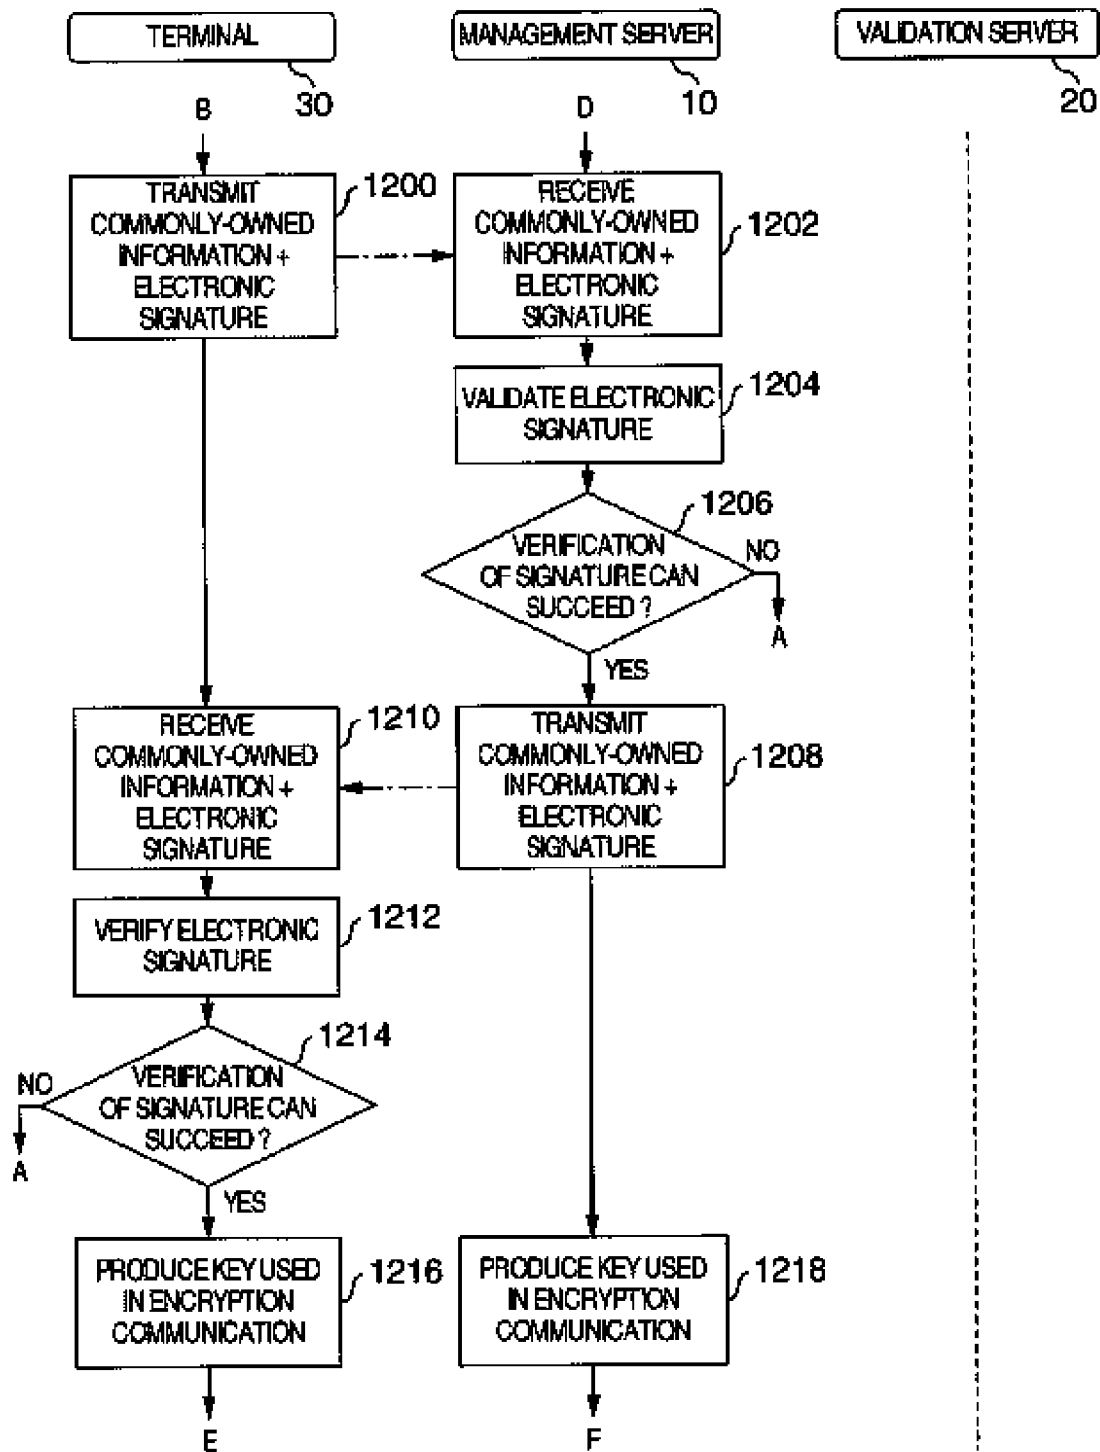 TERMINAL
MANAGEMENT SERVER
VALIDATION SERVER
30
10
20
B
D
TRANSMIT
COMMONLY-OWNED
INFORMATION +
ELECTRONIC
SIGNATURE
1200
RECEIVE
COMMONLY-OWNED
INFORMATION +
ELECTRONIC
SIGNATURE
1202
VALIDATE ELECTRONIC
SIGNATURE
1204
VERIFICATION
OF SIGNATURE CAN
SUCCEED ?
1206
NO
A
YES
RECEIVE
COMMONLY-OWNED
INFORMATION +
ELECTRONIC
SIGNATURE
1210
TRANSMIT
COMMONLY-OWNED
INFORMATION +
ELECTRONIC
SIGNATURE
1208
VERIFY ELECTRONIC
SIGNATURE
1212
VERIFICATION
OF SIGNATURE CAN
SUCCEED ?
1214
NO
A
YES
PRODUCE KEY USED
IN ENCRYPTION
COMMUNICATION
1216
PRODUCE KEY USED
IN ENCRYPTION
COMMUNICATION
1218
E
F